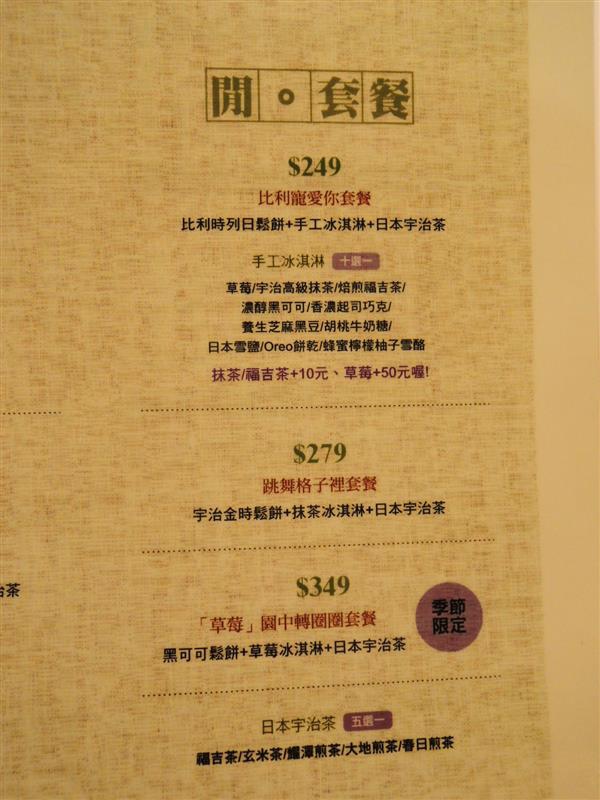 閒。套餐
$249
比利寵愛你套餐
比利時列日鬆餅+手工冰淇淋+日本宇治茶
手工冰淇淋 十選一
草莓/宇治高級抹茶/焙煎福吉茶/
濃醇黑可可/香濃起司巧克/
養生芝麻黑豆/胡桃牛奶糖/
日本雪鹽/Oreo餅乾/蜂蜜檸檬柚子雪酪
抹茶/福吉茶+10元、草莓+50元喔!
$279
跳舞格子裡套餐
宇治金時鬆餅+抹茶冰淇淋+日本宇治茶
$349
「草莓」園中轉圈圈套餐
季節
限定
黑可可鬆餅+草莓冰淇淋+日本宇治茶
治茶
日本宇治茶 五選一
福吉茶/玄米茶/鱺潭煎茶/大地煎茶/春日煎茶